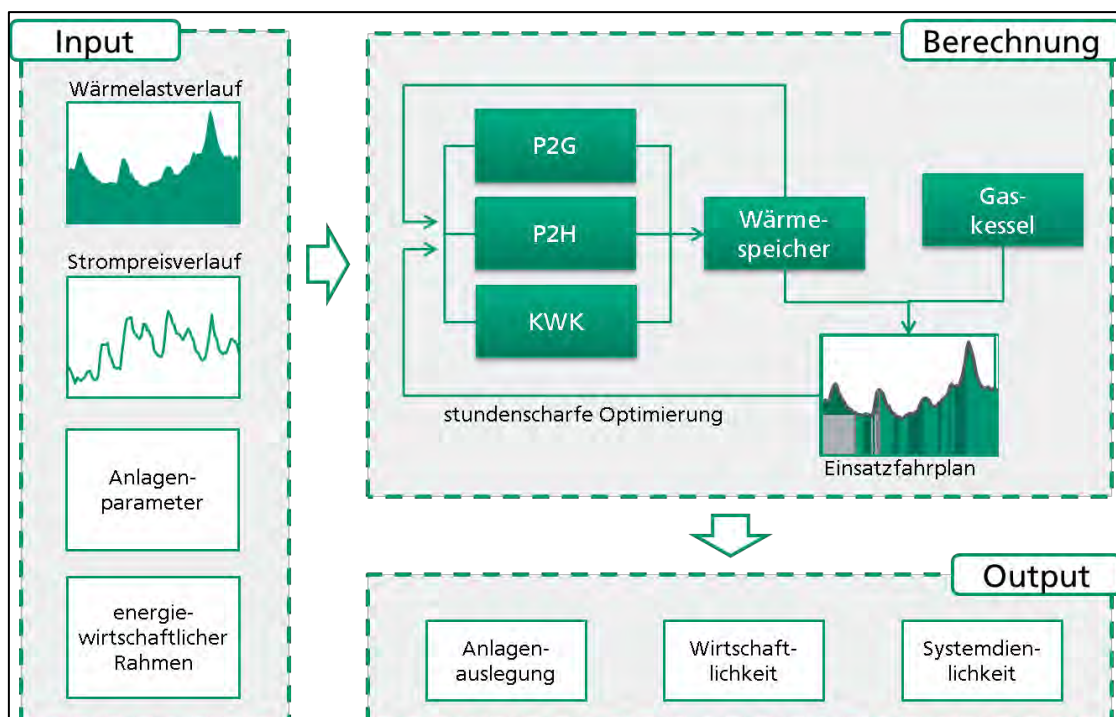 Input
Wärmelastverlauf
Strompreisverlauf
Anlagen-
parameter
energie-
wirtschaftlicher
Rahmen
Berechnung
P2G
P2H
KWK
Wärme-
speicher
Gas-
kessel
stundenscharfe Optimierung
Einsatzfahrplan
Output
Anlagen-
auslegung
Wirtschaft-
lichkeit
Systemdien-
lichkeit